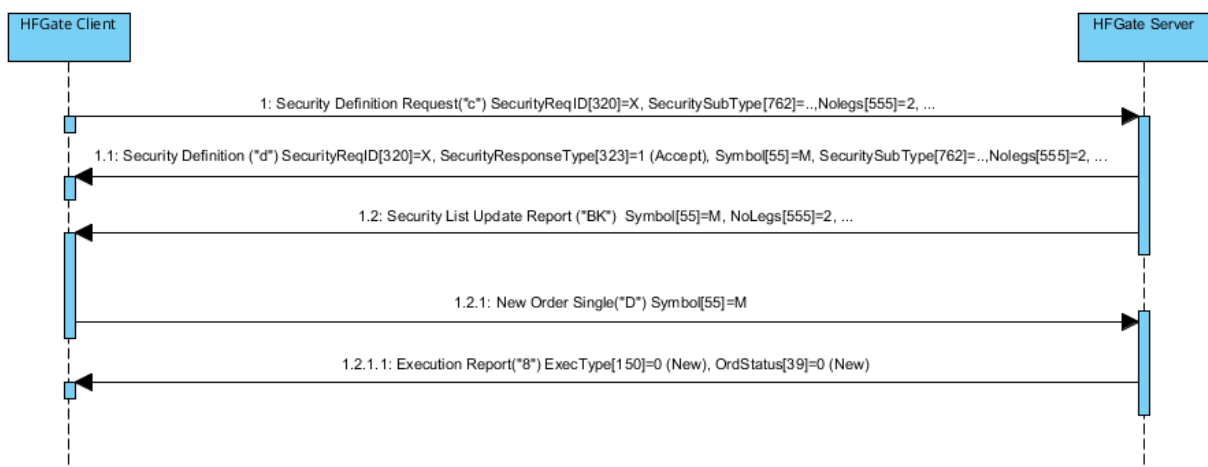 HFGate Client
HFGate Server
1: Security Definition Request("c") SecurityReqID[320]=X, SecuritySubType[762]=..,Nolegs[555]=2, ...
1.1: Security Definition ("d") SecurityReqID[320]=X, SecurityResponseType[323]=1 (Accept), Symbol[55]=M, SecuritySubType[762]=..,Nolegs[555]=2, ...
1.2: Security List Update Report ("BK") Symbol[55]=M, NoLegs[555]=2, ...
1.2.1: New Order Single("D") Symbol[55]=M
1.2.1.1: Execution Report("8") ExecType[150]=0 (New), OrdStatus[39]=0 (New)